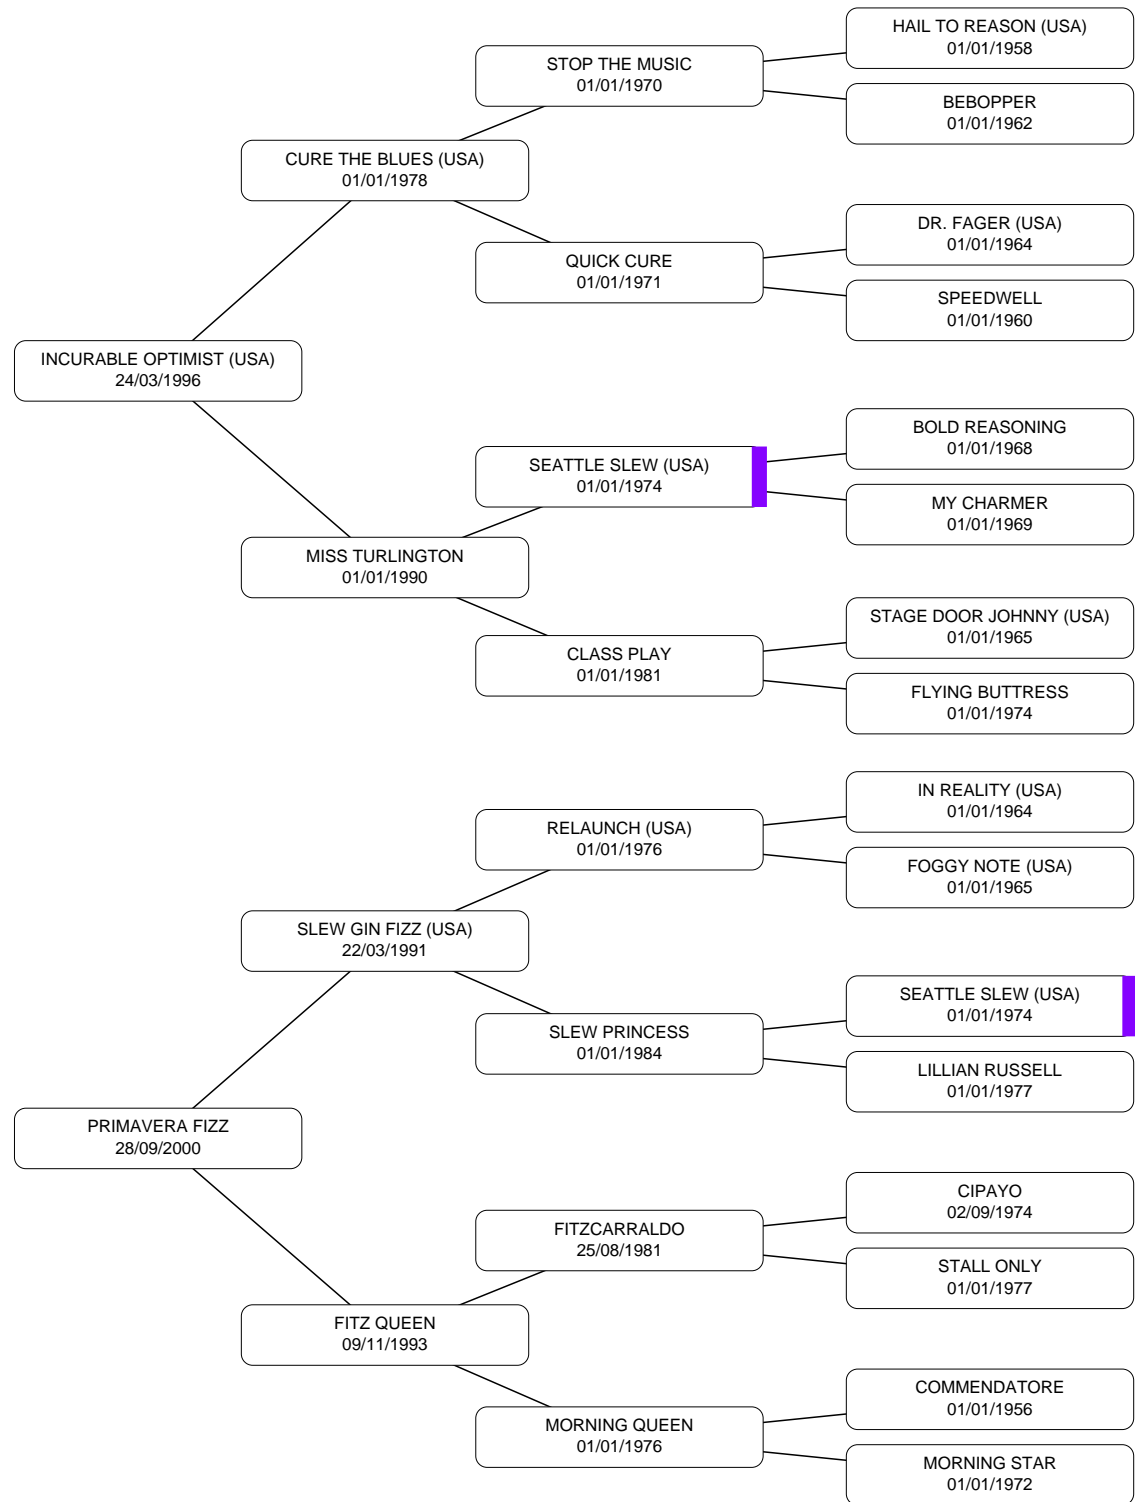 HAIL TO REASON (USA)
01/01/1958
STOP THE MUSIC
01/01/1970
BEBOPPER
01/01/1962
CURE THE BLUES (USA)
01/01/1978
DR. FAGER (USA)
01/01/1964
QUICK CURE
01/01/1971
SPEEDWELL
01/01/1960
INCURABLE OPTIMIST (USA)
24/03/1996
BOLD REASONING
01/01/1968
SEATTLE SLEW (USA)
01/01/1974
MY CHARMER
01/01/1969
MISS TURLINGTON
01/01/1990
STAGE DOOR JOHNNY (USA)
01/01/1965
CLASS PLAY
01/01/1981
FLYING BUTTRESS
01/01/1974
IN REALITY (USA)
01/01/1964
RELAUNCH (USA)
01/01/1976
FOGGY NOTE (USA)
01/01/1965
SLEW GIN FIZZ (USA)
22/03/1991
SEATTLE SLEW (USA)
01/01/1974
SLEW PRINCESS
01/01/1984
LILLIAN RUSSELL
01/01/1977
PRIMAVERA FIZZ
28/09/2000
CIPAYO
02/09/1974
FITZCARRALDO
25/08/1981
STALL ONLY
01/01/1977
FITZ QUEEN
09/11/1993
COMMENDATORE
01/01/1956
MORNING QUEEN
01/01/1976
MORNING STAR
01/01/1972